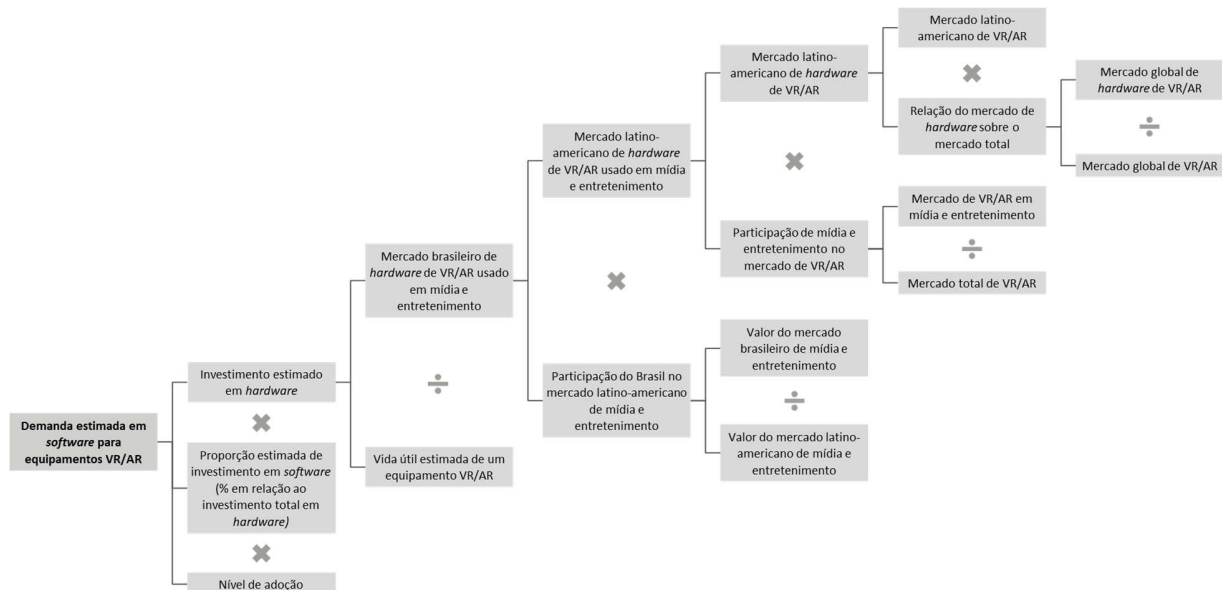 Demanda estimada em
software para
equipamentos VR/AR
Investimento estimado
em hardware
Proporção estimada de
investimento em software
(% em relação ao
investimento total em
hardware)
Nível de adoção
Mercado brasileiro de
hardware de VR/AR usado
em mídia e
entretenimento
Vida útil estimada de um
equipamento VR/AR
Mercado latino-
americano de hardware
de VR/AR usado em mídia
e entretenimento
Participação do Brasil no
mercado latino-americano
de mídia e
entretenimento
Mercado latino-
americano de hardware
de VR/AR
Participação de mídia e
entretenimento no
mercado de VR/AR
Valor do mercado
brasileiro de mídia e
entretenimento
Valor do mercado latino-
americano de mídia e
entretenimento
Mercado latino-
americano de VR/AR
Relação do mercado de
hardware sobre o
mercado total
Mercado de VR/AR em
mídia e entretenimento
Mercado total de VR/AR
Mercado global de
hardware de VR/AR
Mercado global de VR/AR